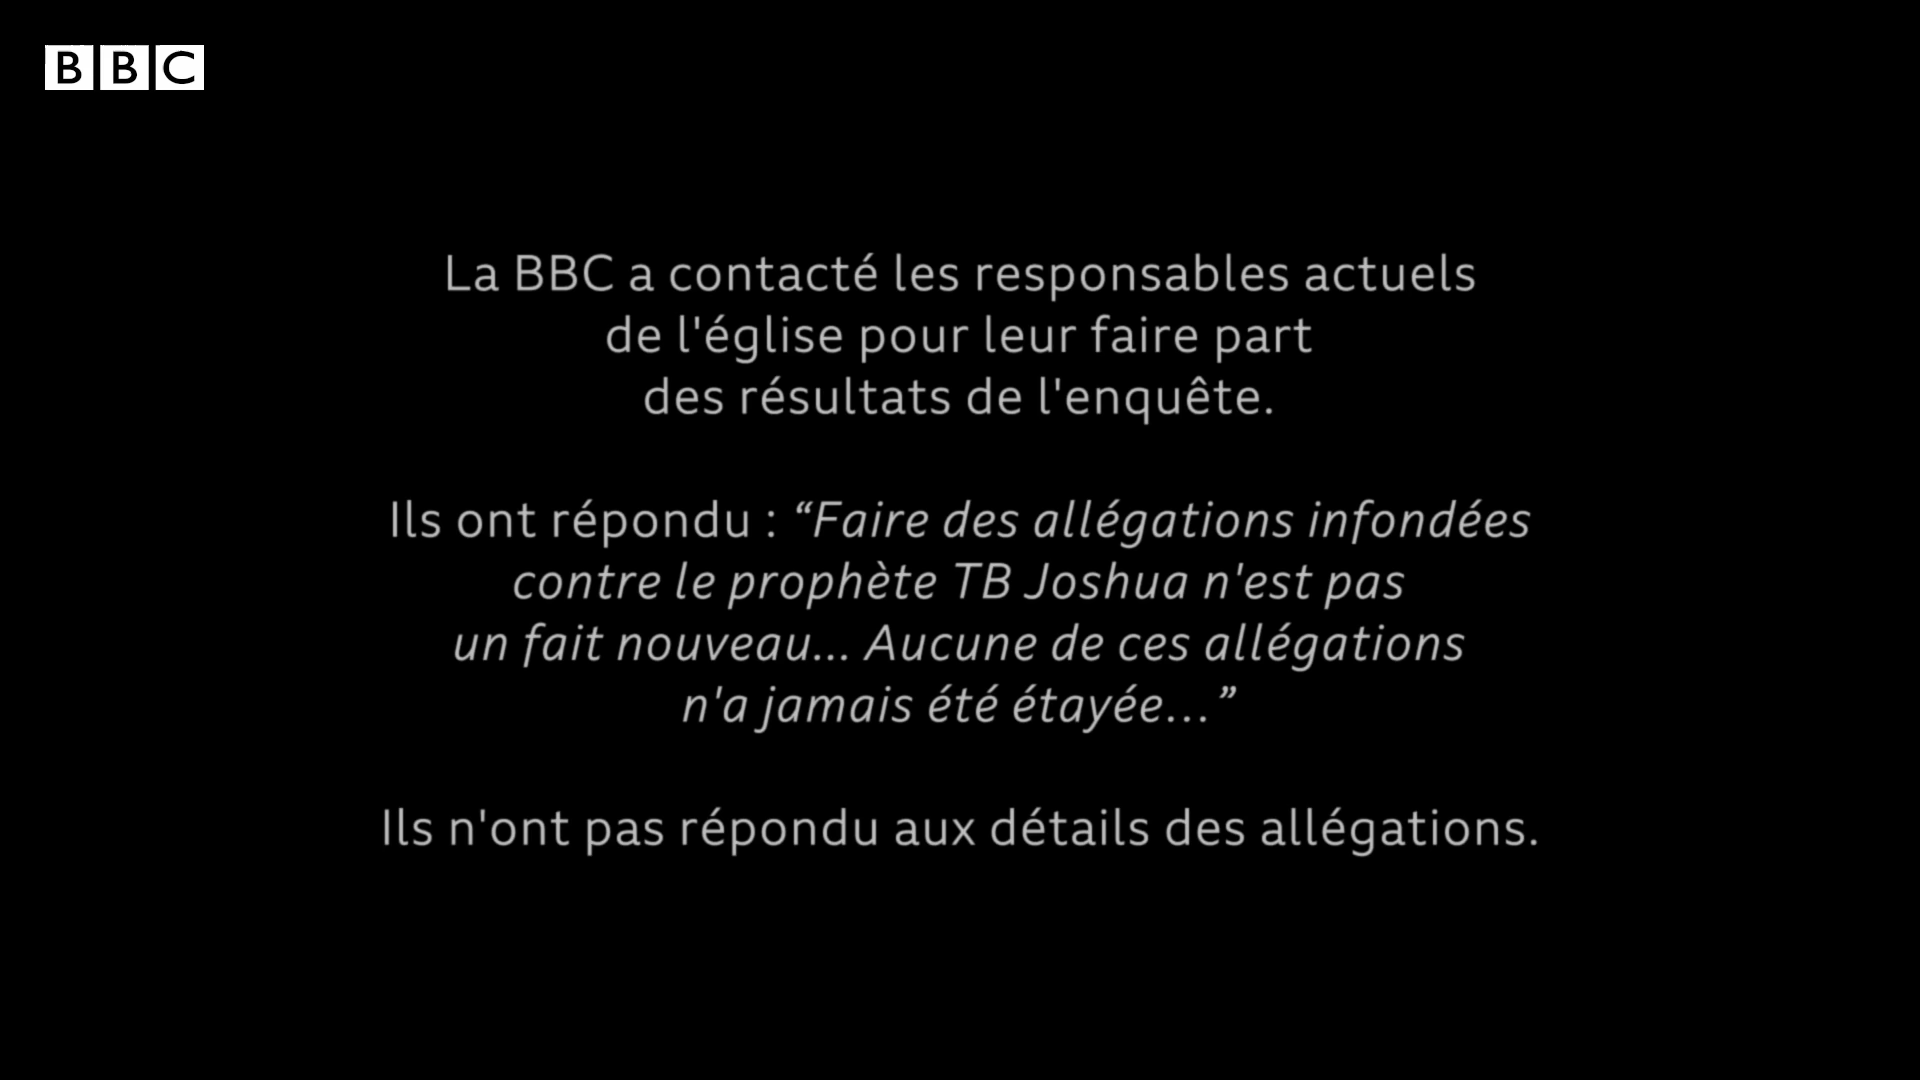 BBC
La BBC a contacté les responsables actuels
de l'église pour leur faire part
des résultats de l'enquête.
Ils ont répondu : “Faire des allégations infondées
contre le prophète TB Joshua n'est pas
un fait nouveau... Aucune de ces allégations
n'a jamais été étayée...”
Ils n'ont pas répondu aux détails des allégations.